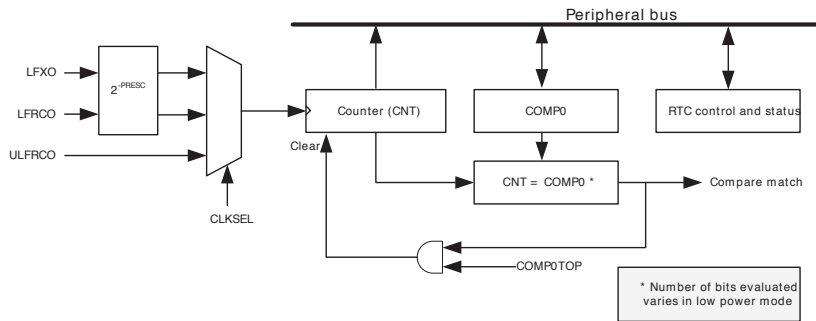 Peripheral bus
LFXO
2^-PRESC
LFRCO
Counter (CNT)
COMP0
RTC control and status
ULFRCO
Clear
CNT = COMP0 *
Compare match
CLKSEL
COMP0TOP
* Number of bits evaluated
varies in low power mode